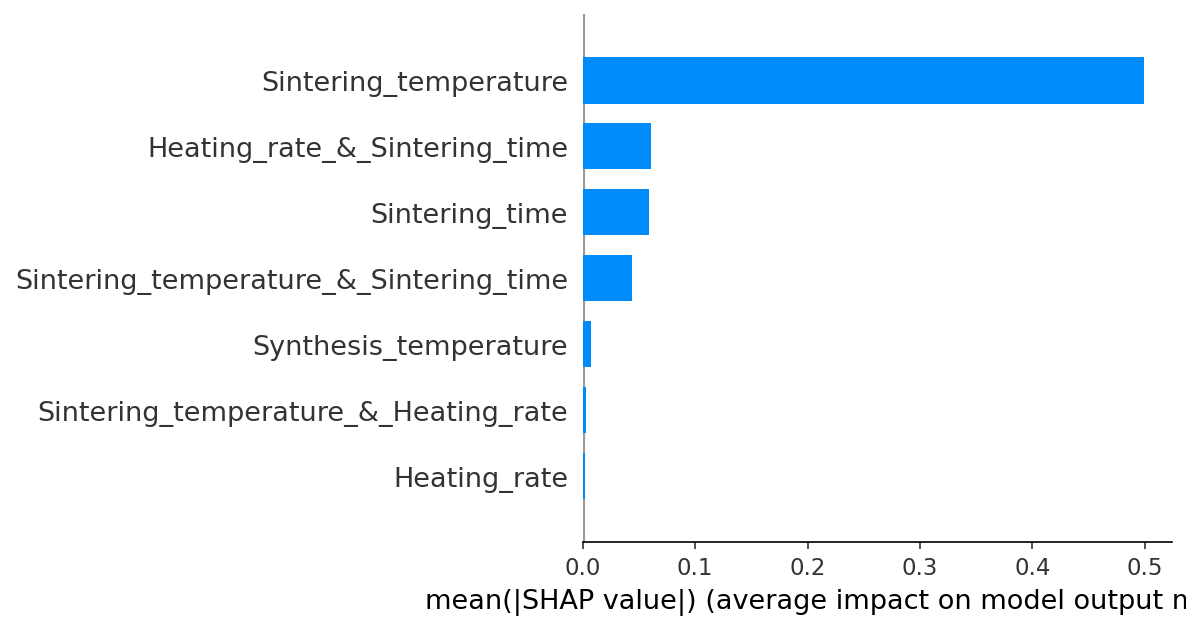 Sintering_temperature
Heating_rate_&_Sintering_time
Sintering_time
Sintering_temperature_&_Sintering_time
Synthesis_temperature
Sintering_temperature_&_Heating_rate
Heating_rate
0.0 0.1 0.2 0.3 0.4 0.5
mean(|SHAP value|) (average impact on model output